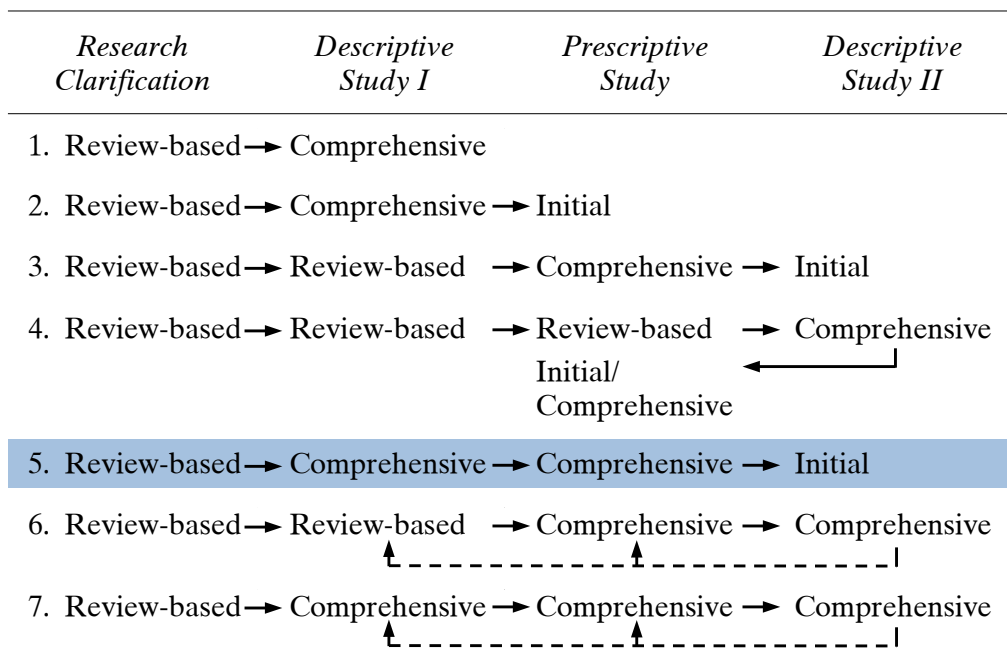 Research Descriptive Prescriptive Descriptive
Clarification Study I Study Study II
1. Review-based Comprehensive
2. Review-based Comprehensive Initial
3. Review-based Review-based Comprehensive Initial
4. Review-based Review-based Review-based Comprehensive
Initial/
Comprehensive
5. Review-based Comprehensive Comprehensive Initial
6. Review-based Review-based Comprehensive Comprehensive
7. Review-based Comprehensive Comprehensive Comprehensive